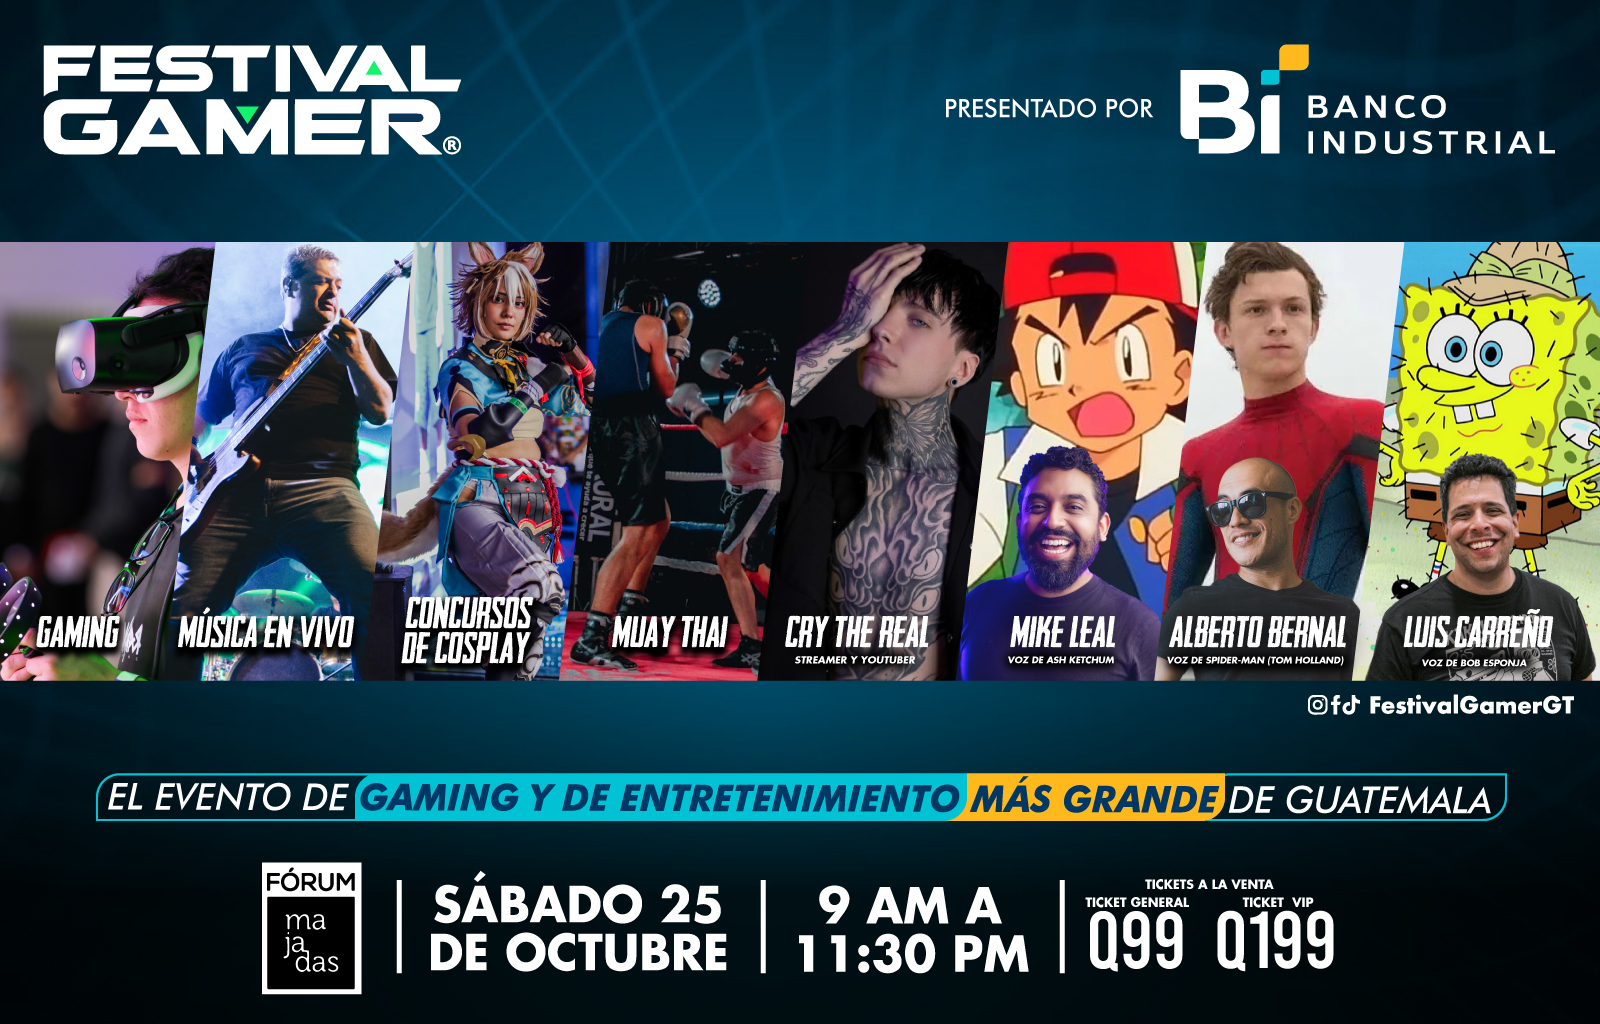 FESTIVAL
GAMER®
PRESENTADO POR
Bi BANCO
INDUSTRIAL
GAMING
MÚSICA EN VIVO
CONCURSOS
DE COSPLAY
MUAY THAI
CRY THE REAL
STREAMER Y YOUTUBER
MIKE LEAL
VOZ DE ASH KETCHUM
ALBERTO BERNAL
VOZ DE SPIDER-MAN (TOM HOLLAND)
LUIS CARREÑO
VOZ DE BOB ESPONJA
FestivalGamerGT
EL EVENTO DE GAMING Y DE ENTRETENIMIENTO MÁS GRANDE DE GUATEMALA
FÓRUM
ma
ja
das
SÁBADO 25
DE OCTUBRE
9 AM A
11:30 PM
TICKETS A LA VENTA
TICKET GENERAL TICKET VIP
Q99 Q199